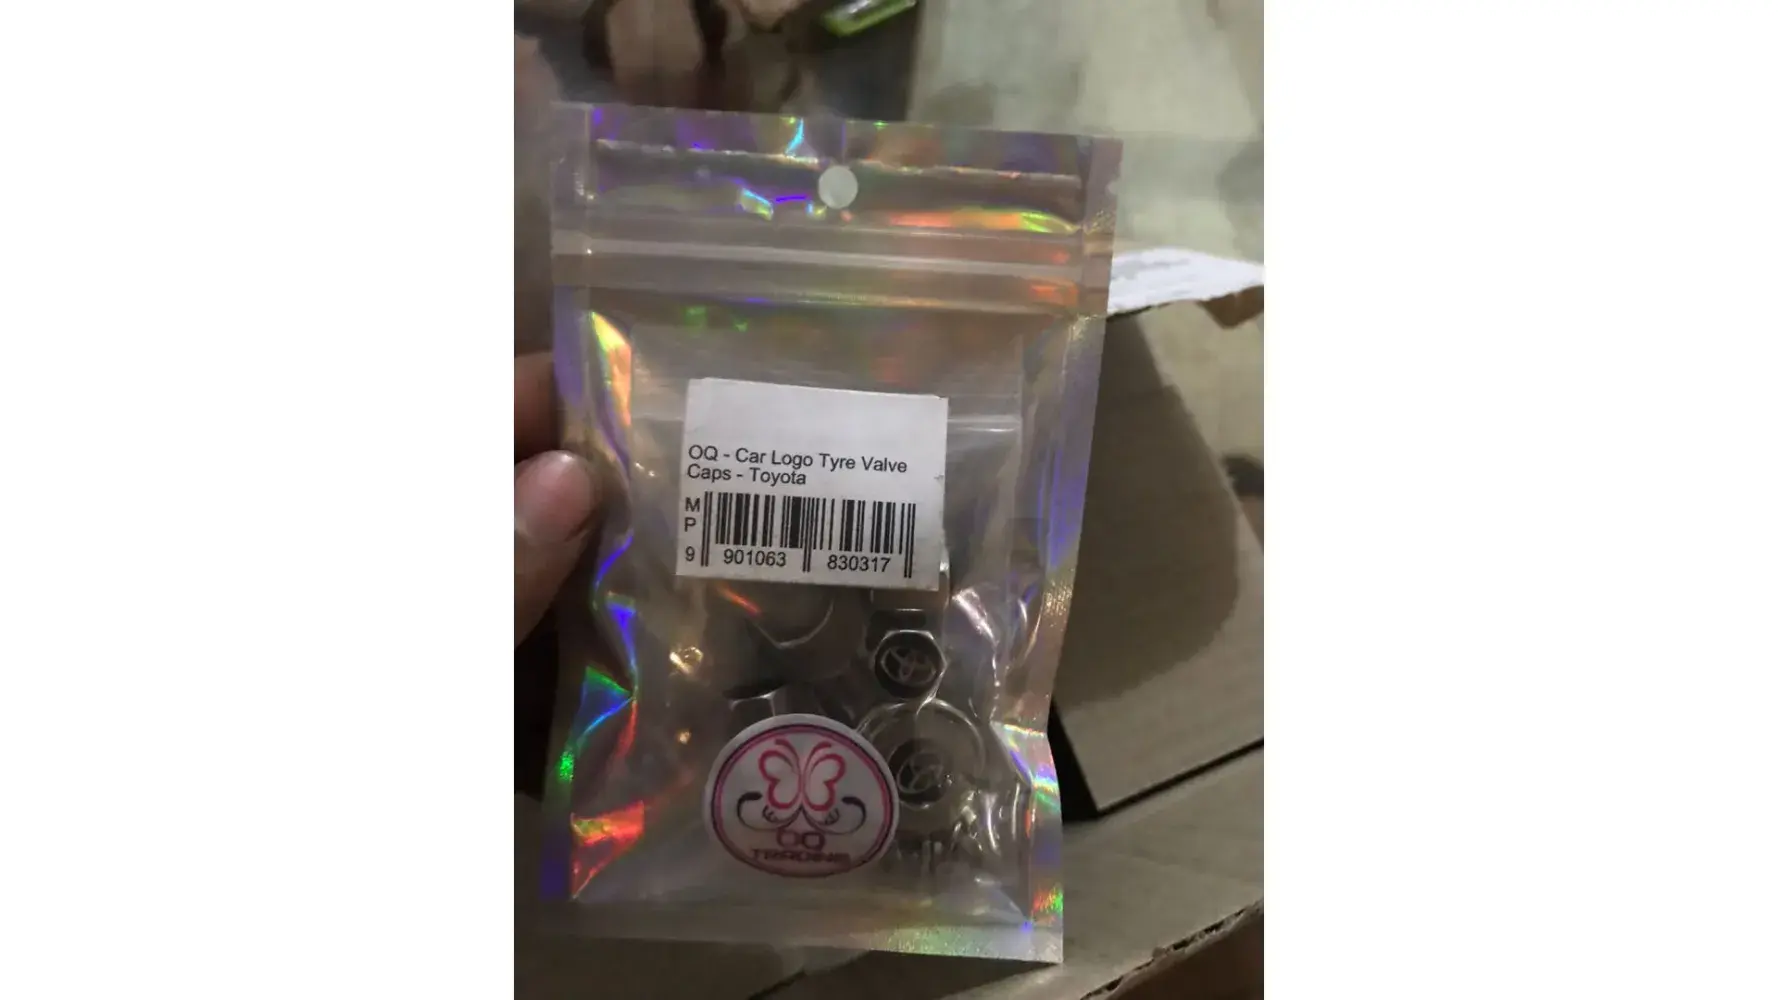 OQ - Car Logo Tyre Valve
Caps - Toyota
M
P
9 901063 830317
OQ
TRADING